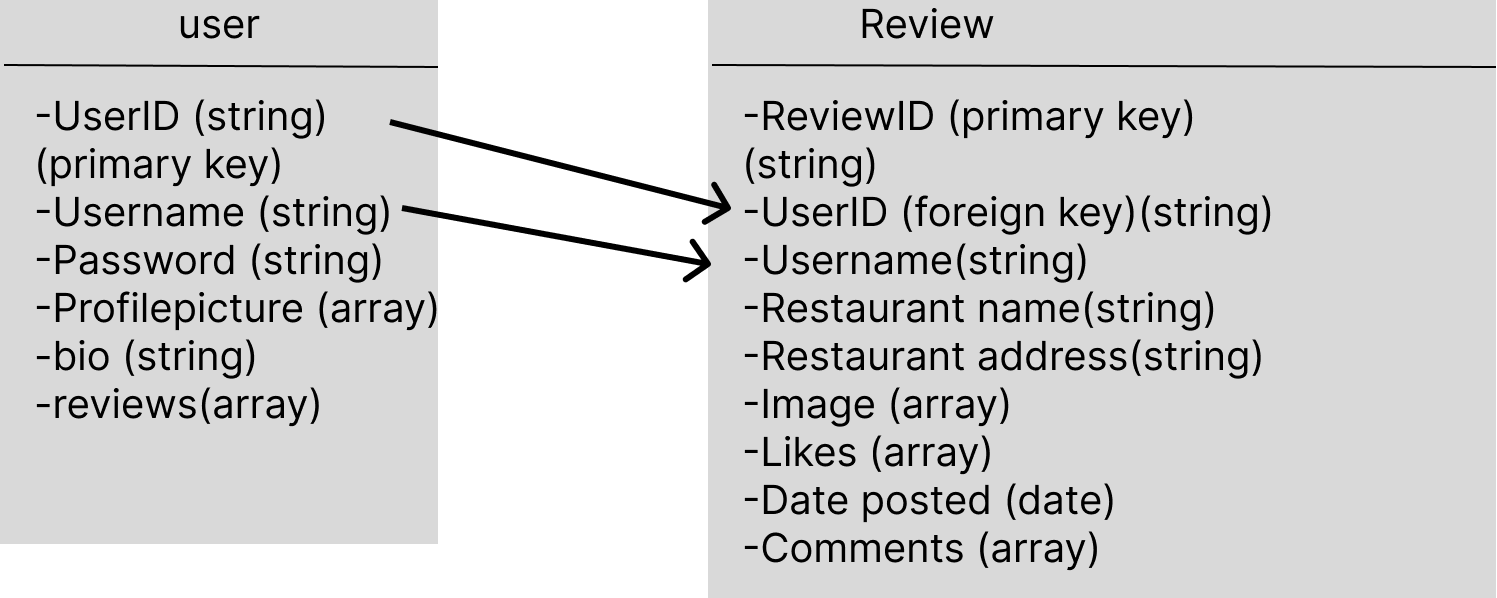 user
-UserID (string)
(primary key)
-Username (string)
-Password (string)
-Profilepicture (array)
-bio (string)
-reviews(array)
Review
-ReviewID (primary key)
(string)
-UserID (foreign key)(string)
-Username(string)
-Restaurant name(string)
-Restaurant address(string)
-Image (array)
-Likes (array)
-Date posted (date)
-Comments (array)